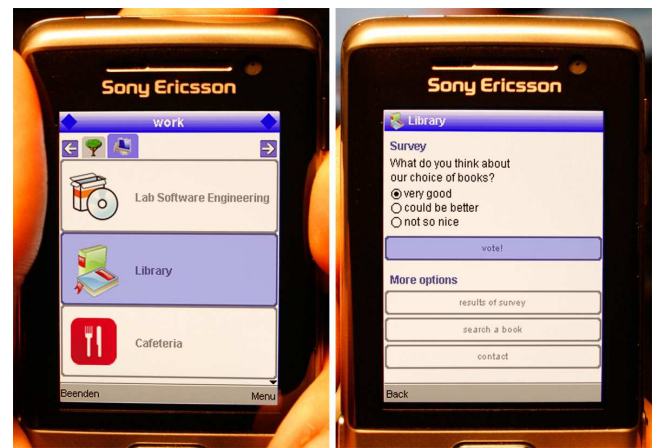 Sony Ericsson
work
Lab Software Engineering
Library
Cafeteria
Beenden Menu
Sony Ericsson
Library
Survey
What do you think about
our choice of books?
very good
could be better
not so nice
vote!
More options
results of survey
search a book
contact
Back